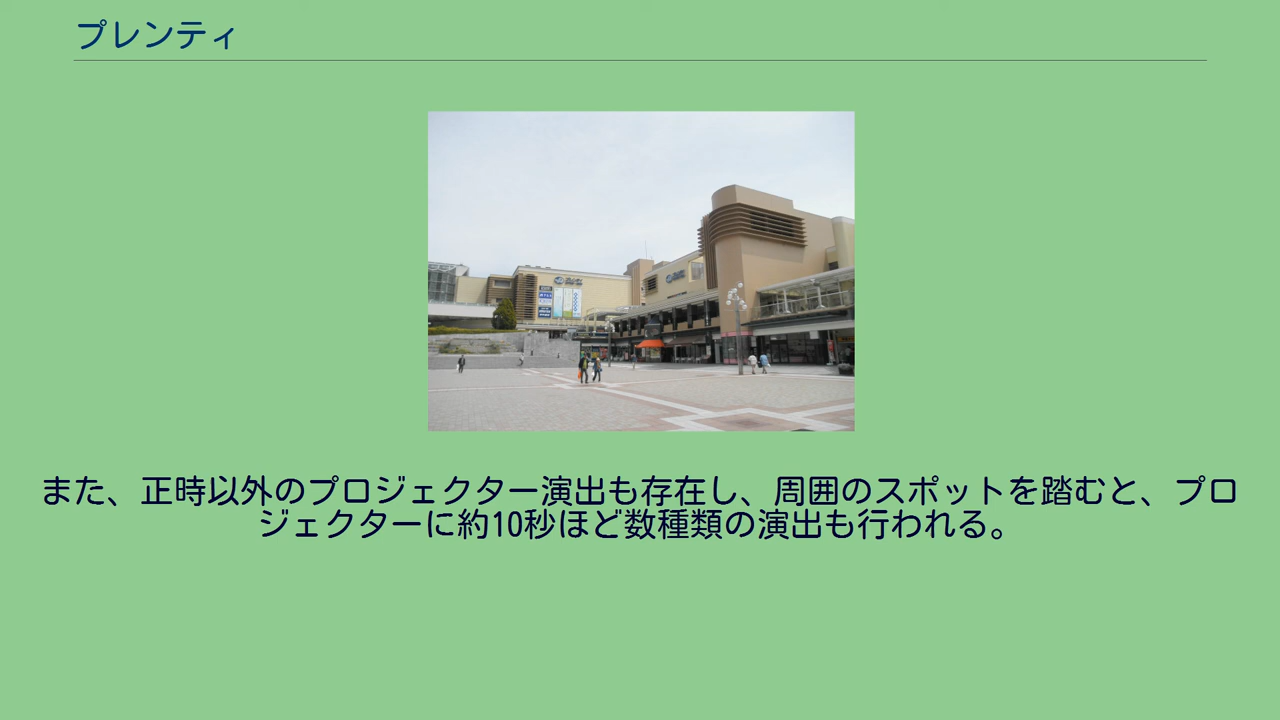 プレンティ
また、正時以外のプロジェクター演出も存在し、周囲のスポットを踏むと、プロ
ジェクターに約10秒ほど数種類の演出も行われる。